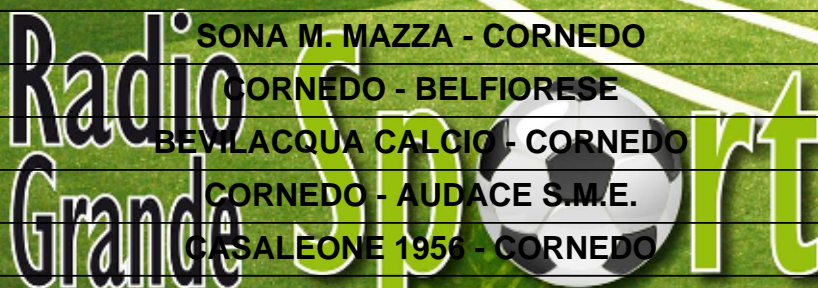 Radio
Grande
Sport
SONA M. MAZZA - CORNEDO
CORNEDO - BELFIORESE
BEVILACQUA CALCIO - CORNEDO
CORNEDO - AUDACE S.M.E.
CASALEONE 1956 - CORNEDO